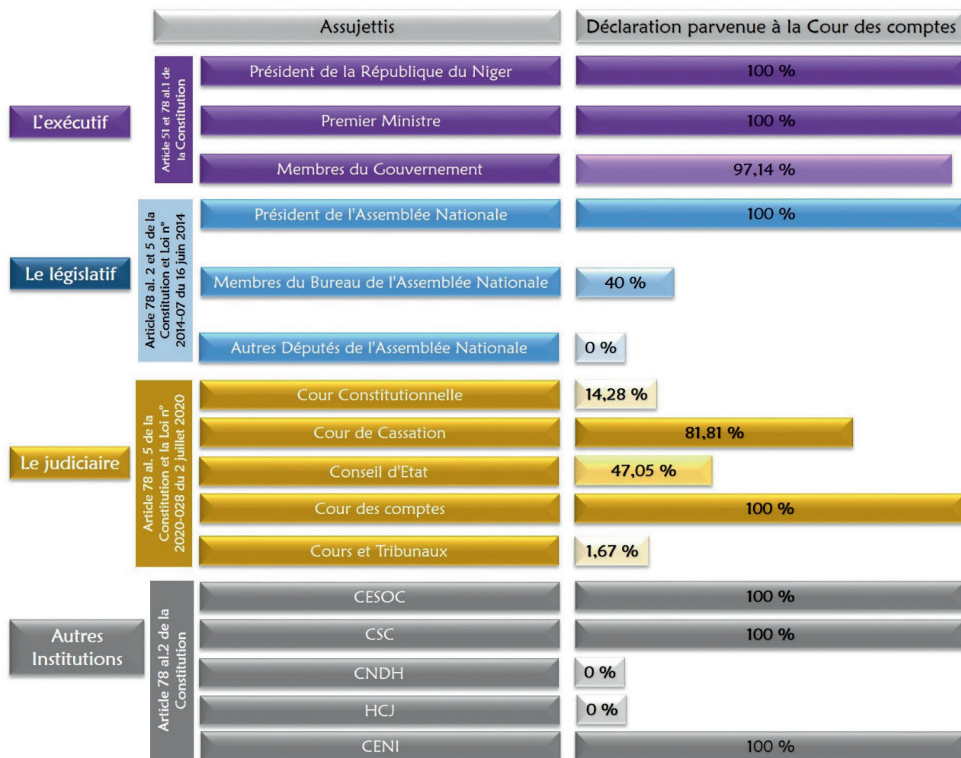 Assujettis
Déclaration parvenue à la Cour des comptes
L'exécutif
Article 51 et 78 al.1 de
la Constitution
Président de la République du Niger
100 %
Premier Ministre
100 %
Membres du Gouvernement
97,14 %
Le législatif
Article 78 al. 2 et 5 de la
Constitution et Loi n°
2014-07 du 16 juin 2014
Président de l'Assemblée Nationale
100 %
Membres du Bureau de l'Assemblée Nationale
40 %
Autres Députés de l'Assemblée Nationale
0 %
Le judiciaire
Article 78 al. 5 de la
Constitution et la Loi n°
2020-028 du 2 juillet 2020
Cour Constitutionnelle
14,28 %
Cour de Cassation
81,81 %
Conseil d'Etat
47,05 %
Cour des comptes
100 %
Cours et Tribunaux
1,67 %
Autres
Institutions
Article 78 al.2 de la
Constitution
CESOC
100 %
CSC
100 %
CNDH
0 %
HCJ
0 %
CENI
100 %